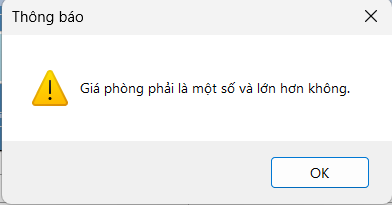 Thông báo
Giá phòng phải là một số và lớn hơn không.
OK